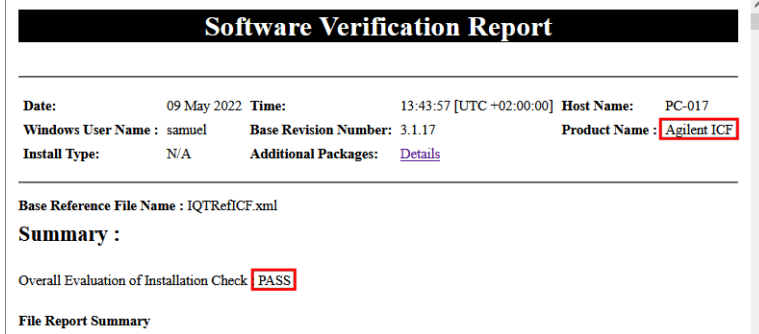 Software Verification Report
Date: 09 May 2022 Time: 13:43:57 [UTC +02:00:00] Host Name: PC-017
Windows User Name : samuel Base Revision Number: 3.1.17 Product Name : Agilent ICF
Install Type: N/A Additional Packages: Details
Base Reference File Name : IQTRefICF.xml
Summary :
Overall Evaluation of Installation Check : PASS
File Report Summary